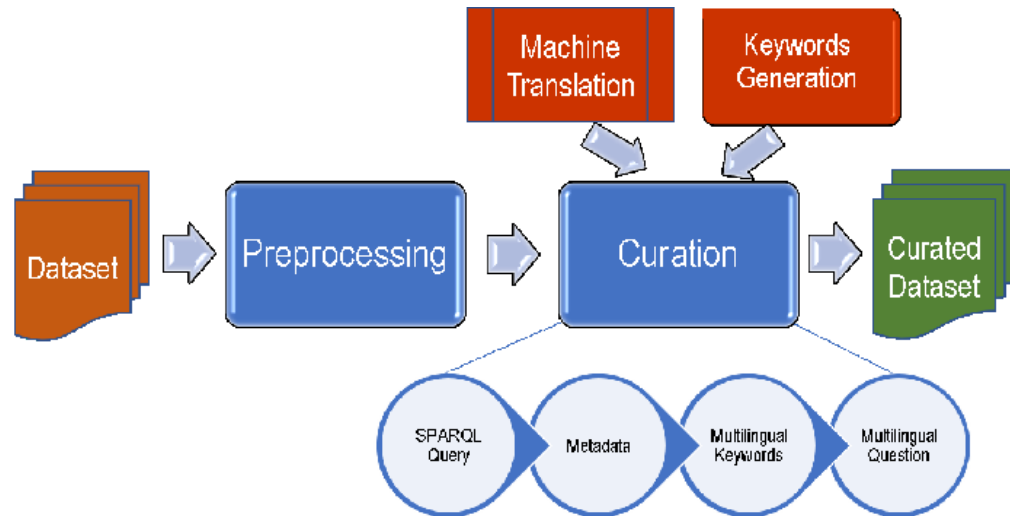 Machine
Translation
Keywords
Generation
Dataset
Preprocessing
Curation
Curated
Dataset
SPARQL
Query
Metadata
Multilingual
Keywords
Multilingual
Question